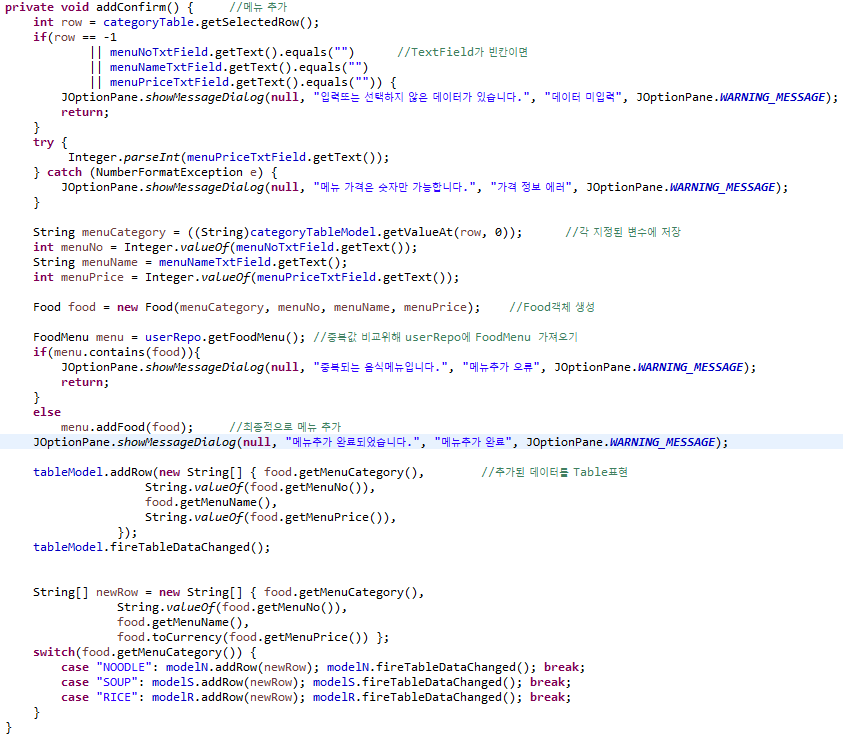 private void addConfirm() {     //메뉴 추가
    int row = categoryTable.getSelectedRow();
    if(row == -1
            || menuNoTxtField.getText().equals("")      //TextField가 빈칸이면
            || menuNameTxtField.getText().equals("")
            || menuPriceTxtField.getText().equals("")) {
        JOptionPane.showMessageDialog(null, "입력또는 선택하지 않은 데이터가 있습니다.", "데이터 미입력", JOptionPane.WARNING_MESSAGE);
        return;
    }
    try {
         Integer.parseInt(menuPriceTxtField.getText());
    } catch (NumberFormatException e) {
        JOptionPane.showMessageDialog(null, "메뉴 가격은 숫자만 가능합니다.", "가격 정보 에러", JOptionPane.WARNING_MESSAGE);
    }
    String menuCategory = ((String)categoryTableModel.getValueAt(row, 0));      //각 지정된 변수에 저장
    int menuNo = Integer.valueOf(menuNoTxtField.getText());
    String menuName = menuNameTxtField.getText();
    int menuPrice = Integer.valueOf(menuPriceTxtField.getText());
    Food food = new Food(menuCategory, menuNo, menuName, menuPrice);    //Food객체 생성
    FoodMenu menu = userRepo.getFoodMenu(); //중복값 비교위해 userRepo에 FoodMenu 가져오기
    if(menu.contains(food)){
        JOptionPane.showMessageDialog(null, "중복되는 음식메뉴입니다.", "메뉴추가 오류", JOptionPane.WARNING_MESSAGE);
        return;
    }
    else
        menu.addFood(food);     //최종적으로 메뉴 추가
    JOptionPane.showMessageDialog(null, "메뉴추가 완료되었습니다.", "메뉴추가 완료", JOptionPane.WARNING_MESSAGE);
    tableModel.addRow(new String[] { food.getMenuCategory(),        //추가된 데이터를 Table표현
                    String.valueOf(food.getMenuNo()),
                    food.getMenuName(),
                    String.valueOf(food.getMenuPrice()),
                });
    tableModel.fireTableDataChanged();
    String[] newRow = new String[] { food.getMenuCategory(),
                String.valueOf(food.getMenuNo()),
                food.getMenuName(),
                food.toCurrency(food.getMenuPrice()) };
    switch(food.getMenuCategory()) {
        case "NOODLE": modelN.addRow(newRow); modelN.fireTableDataChanged(); break;
        case "SOUP": modelS.addRow(newRow); modelS.fireTableDataChanged(); break;
        case "RICE": modelR.addRow(newRow); modelR.fireTableDataChanged(); break;
    }
}